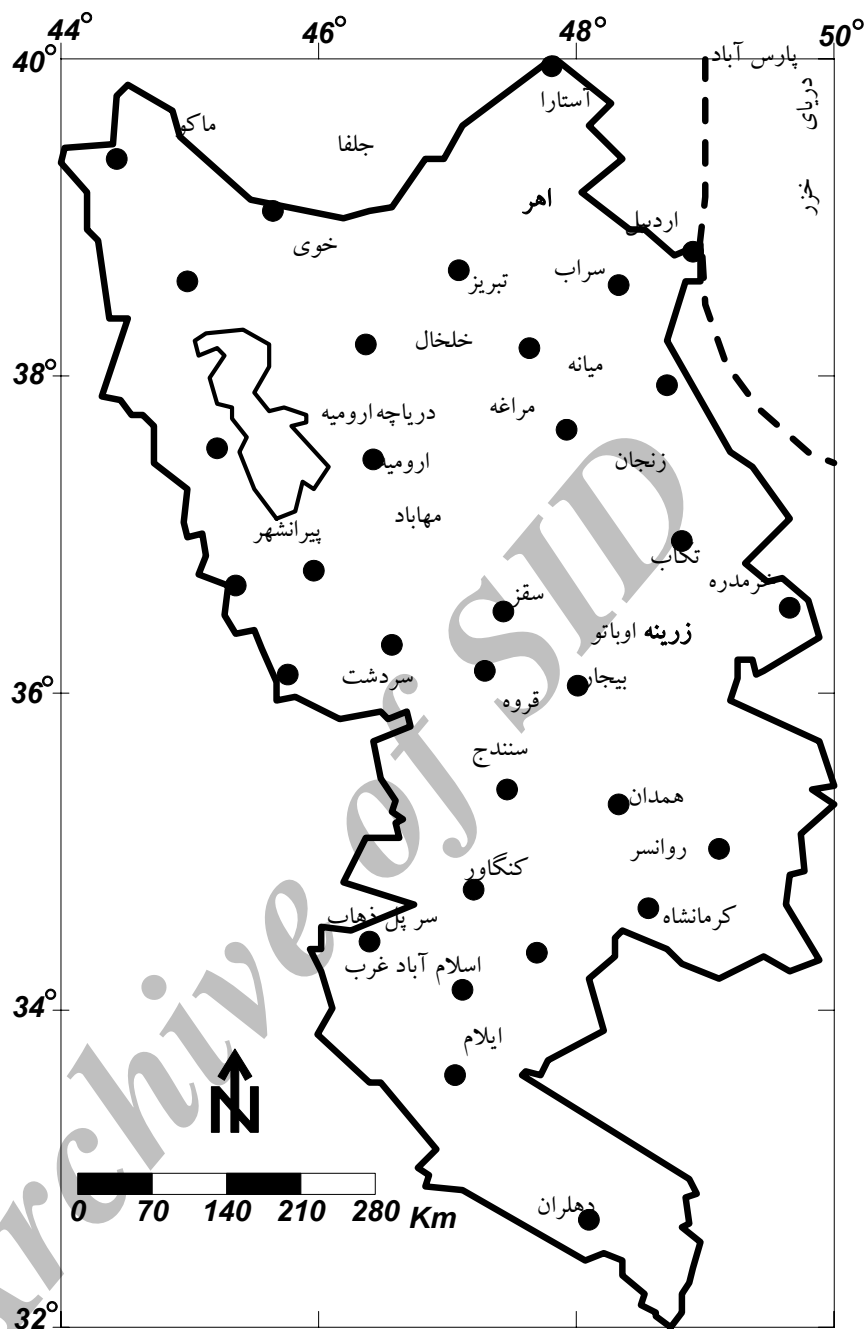 44° 46° 48° 50°
40°
پارس آباد
دریای
خزر
آستارا
ماکو
جلفا
اهر
اردبیل
خوی
سراب
تبریز
خلخال
میانه
38°
مراغه
دریاچه ارومیه
ارومیه
زنجان
مهاباد
پیرانشهر
تکاب
خرمدره
سقز
زرینه اوباتو
سردشت
بیجار
36°
قروه
سنندج
همدان
روانسر
کنگاور
کرمانشاه
سر پل ذهاب
اسلام آباد غرب
34°
ایلام
N
0 70 140 210 280 Km
دهلران
32°
Archive of SID